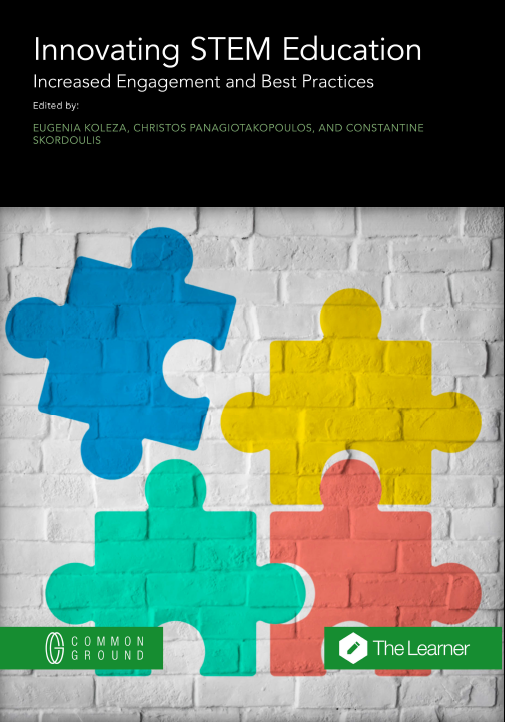 Innovating STEM Education
Increased Engagement and Best Practices
Edited by:
EUGENIA KOLEZA, CHRISTOS PANAGIOTAKOPOULOS, AND CONSTANTINE
SKORDOULIS
COMMON
GROUND
The Learner